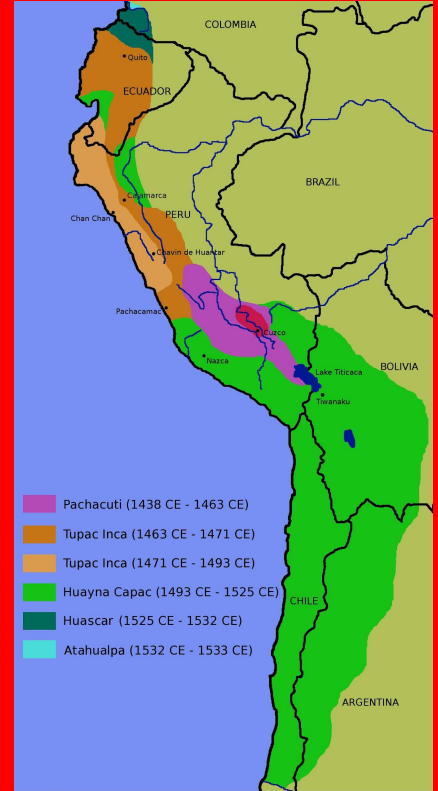 COLOMBIA
Quito
ECUADOR
BRAZIL
Cajamarca
PERU
Chan Chan
Chavin de Huantar
Pachacamac
Cuzco
Nazca
BOLIVIA
Lake Titicaca
Tiwanaku
Pachacuti (1438 CE - 1463 CE)
Tupac Inca (1463 CE - 1471 CE)
Tupac Inca (1471 CE - 1493 CE)
Huayna Capac (1493 CE - 1525 CE)
CHILE
Huascar (1525 CE - 1532 CE)
Atahualpa (1532 CE - 1533 CE)
ARGENTINA